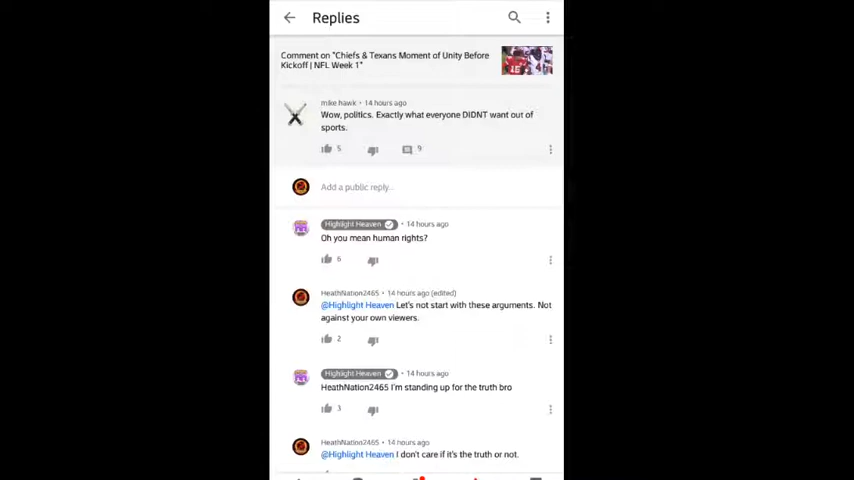 Replies
Comment on "Chiefs & Texans Moment of Unity Before
Kickoff | NFL Week 1"
mike hawk • 14 hours ago
Wow, politics. Exactly what everyone DIDNT want out of
sports.
5
9
Add a public reply...
Highlight Heaven • 14 hours ago
Oh you mean human rights?
6
HeathNation2465 • 14 hours ago (edited)
@Highlight Heaven Let's not start with these arguments. Not
against your own viewers.
2
Highlight Heaven • 14 hours ago
HeathNation2465 I'm standing up for the truth bro
3
HeathNation2465 • 14 hours ago
@Highlight Heaven I don't care if it's the truth or not.